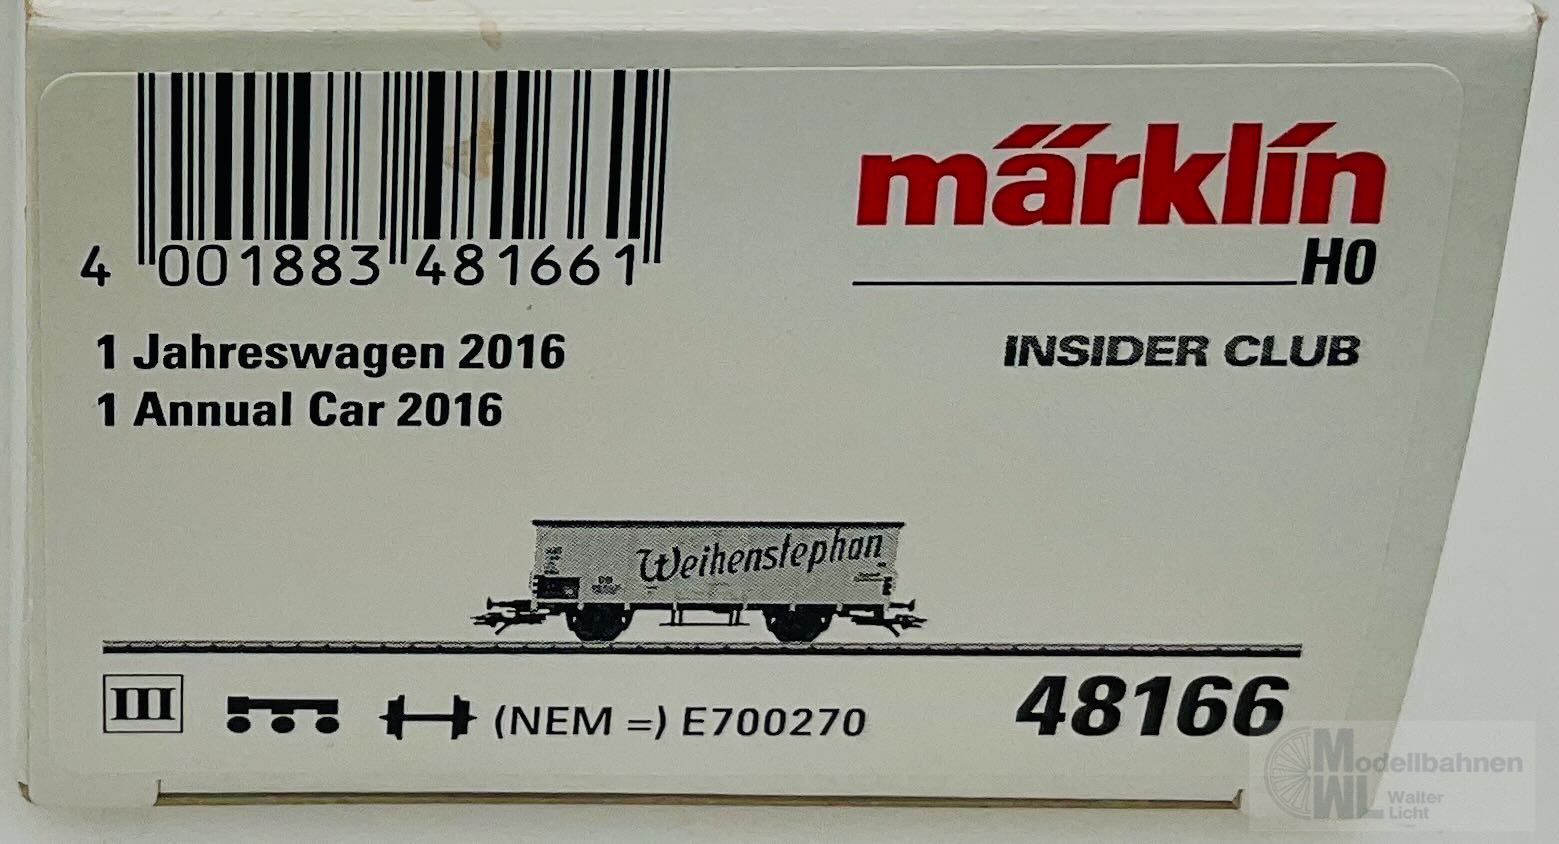 märklin
H0
4 001883 481661
1 Jahreswagen 2016
1 Annual Car 2016
INSIDER CLUB
Weihenstephan
III
(NEM =) E700270
48166
Modellbahnen
WL Walter
Licht